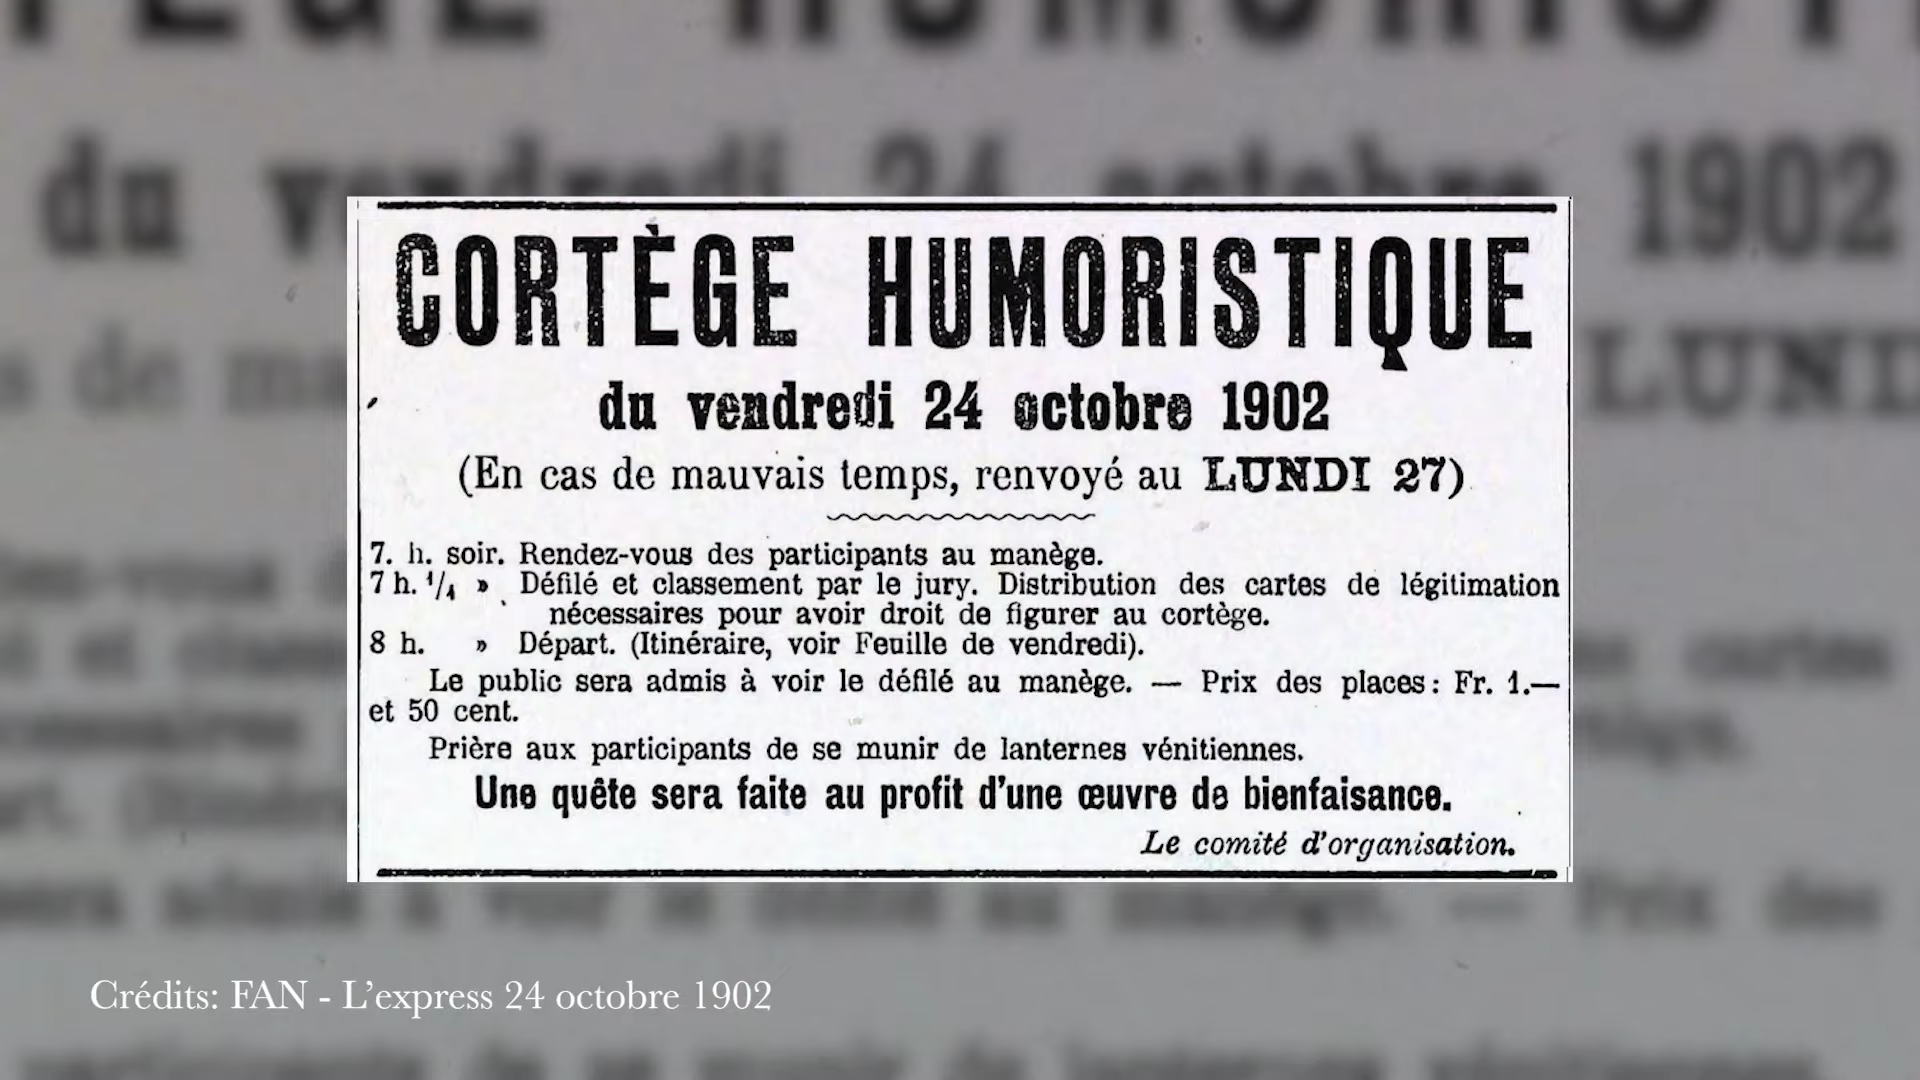 CORTÈGE HUMORISTIQUE
du vendredi 24 octobre 1902
(En cas de mauvais temps, renvoyé au LUNDI 27)
7. h. soir. Rendez-vous des participants au manège.
7 h. 1/4 » Défilé et classement par le jury. Distribution des cartes de légitimation
nécessaires pour avoir droit de figurer au cortège.
8 h. » Départ. (Itinéraire, voir Feuille de vendredi).
Le public sera admis à voir le défilé au manège. — Prix des places: Fr. 1.—
et 50 cent.
Prière aux participants de se munir de lanternes vénitiennes.
Une quête sera faite au profit d'une œuvre de bienfaisance.
Le comité d'organisation.
Crédits: FAN - L'express 24 octobre 1902